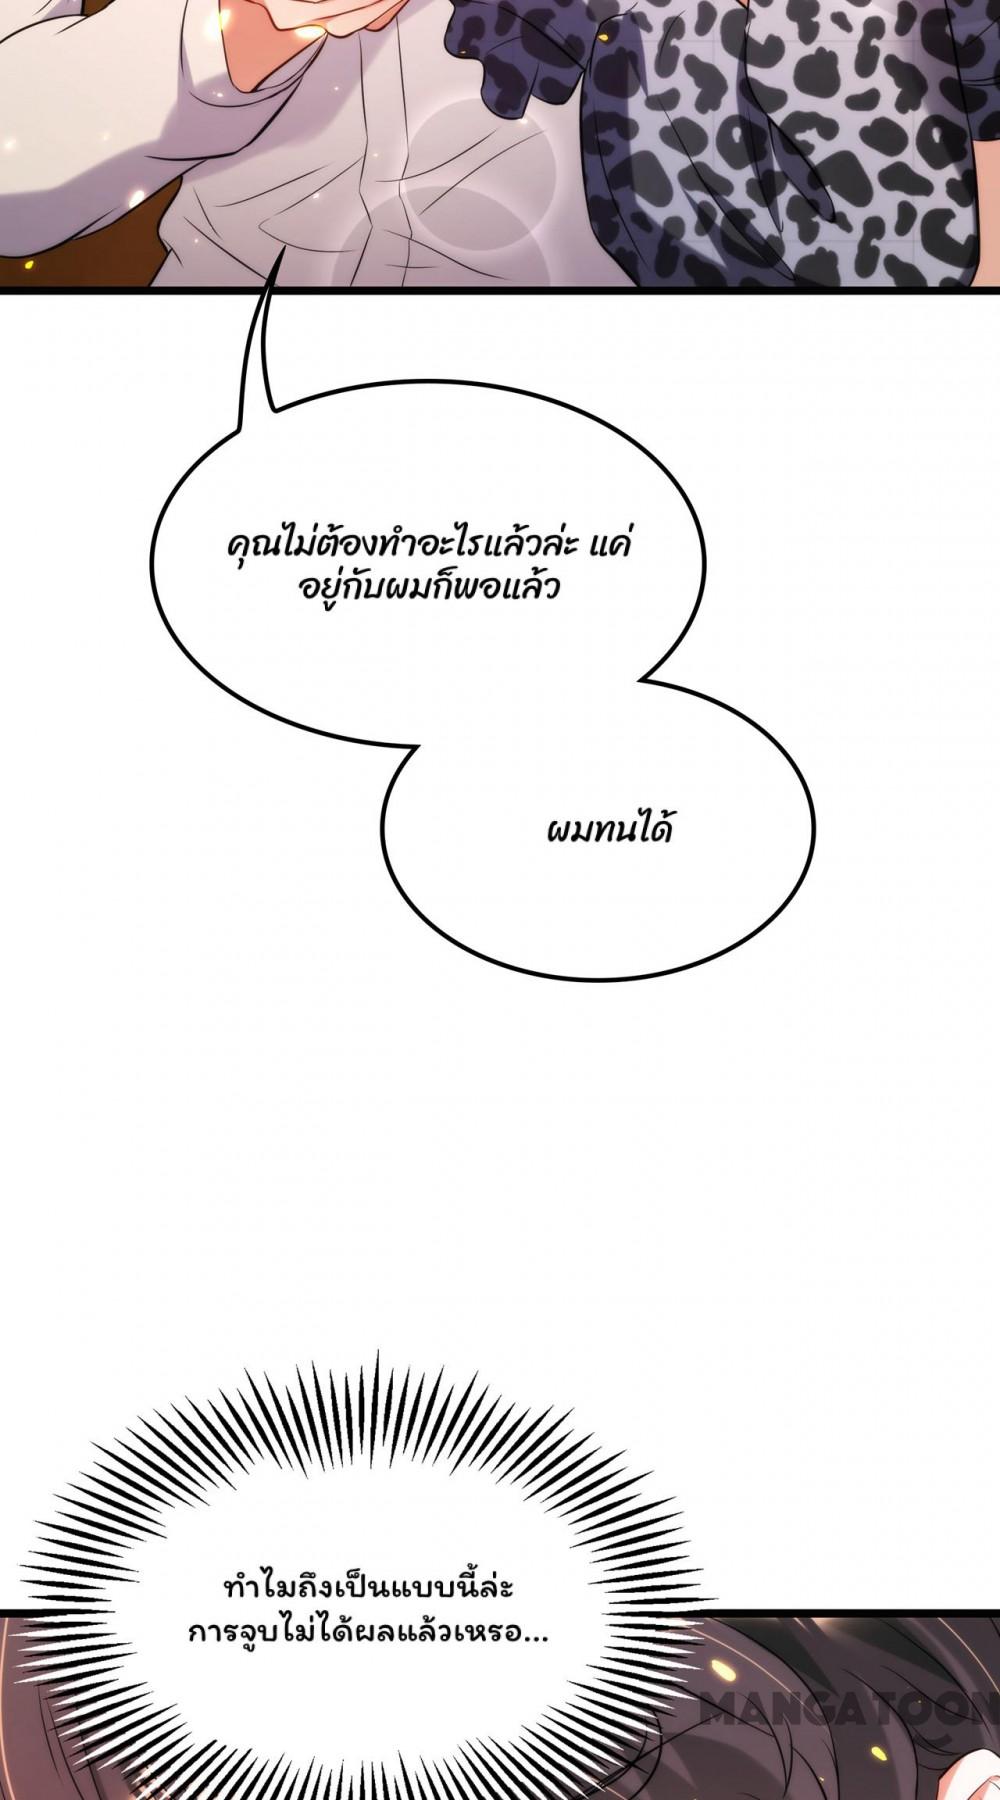 คุณไม่ต้องทำอะไรแล้วล่ะ แค่
อยู่กับผมก็พอแล้ว
ผมทนได้
ทำไมถึงเป็นแบบนี้ล่ะ
การจูบไม่ได้ผลแล้วเหรอ...
MANGATOON